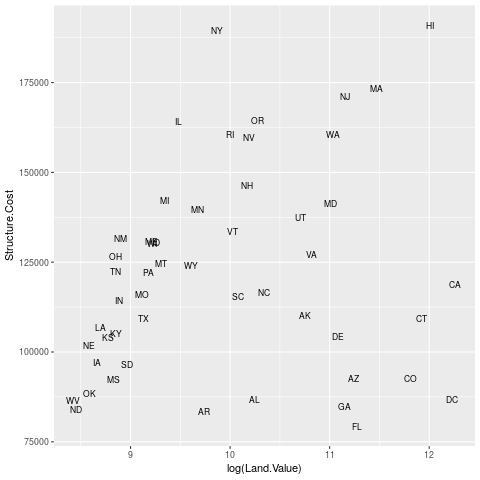 Structure.Cost
175000
150000
125000
100000
75000
NY
HI
MA
NJ
IL
OR
RI
NV
WA
NH
MI
MN
MD
UT
VT
NM
OH
VA
MT
WY
TN
PA
CA
MO
NC
SC
IN
TX
AK
CT
LA
KY
KS
DE
NE
IA
SD
MS
AZ
CO
OK
WV
AL
DC
ND
AR
GA
FL
9
10
11
12
log(Land.Value)